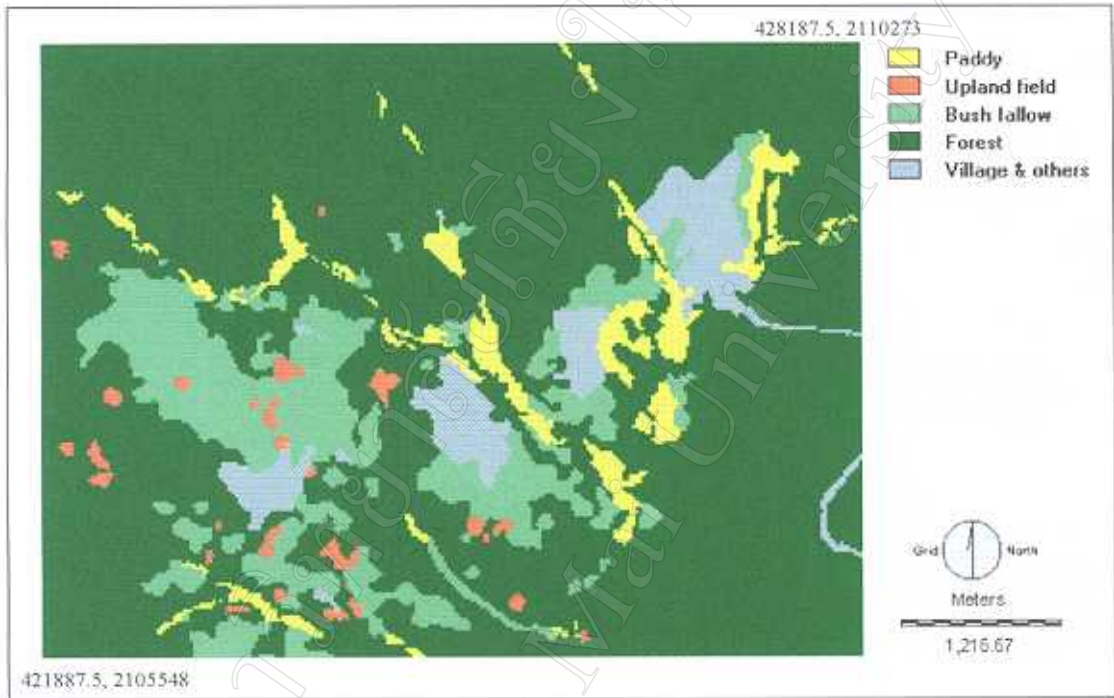 428187.5, 2110273
Paddy
Upland field
Bush fallow
Forest
Village & others
Grid North
Meters
1,216.67
421887.5, 2105548